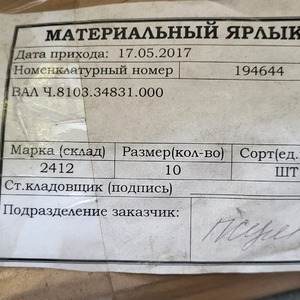 МАТЕРИАЛЬНЫЙ ЯРЛЫК
Дата прихода: 17.05.2017
Номенклатурный номер 194644
ВАЛ Ч.8103.34831.000
Марка (склад) Размер(кол-во) Сорт(ед.
2412 10 ШТ
Ст.кладовщик (подпись)
Подразделение заказчик: